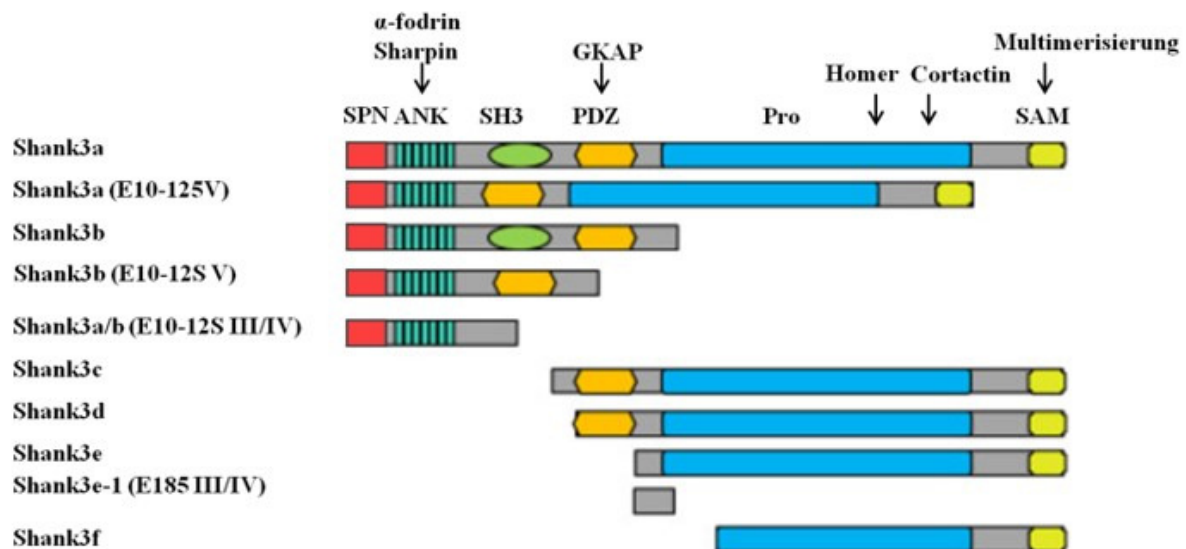 α-fodrin
Sharpin
GKAP
Multimerisierung
Homer Cortactin
SPN ANK SH3 PDZ Pro SAM
Shank3a
Shank3a (E10-125V)
Shank3b
Shank3b (E10-12S V)
Shank3a/b (E10-12S III/IV)
Shank3c
Shank3d
Shank3e
Shank3e-1 (E185 III/IV)
Shank3f